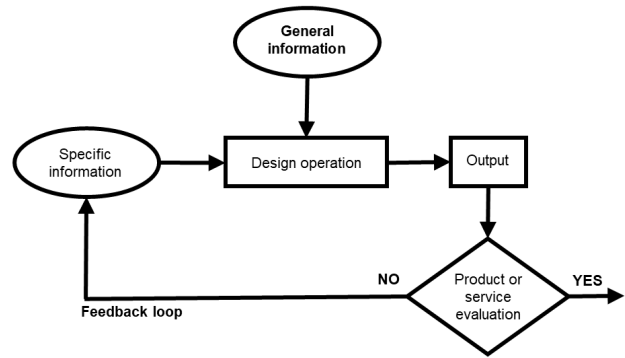 General
information
Specific
information
Design operation
Output
Product or
service
evaluation
NO
YES
Feedback loop